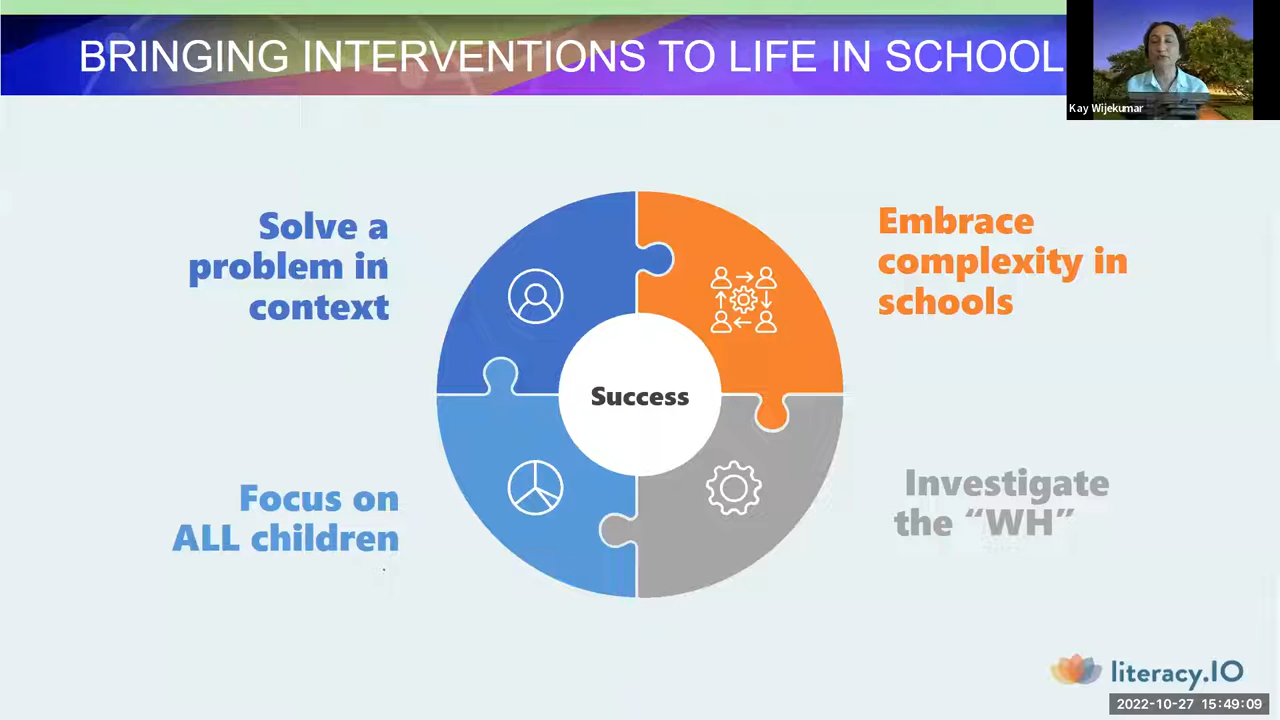 BRINGING INTERVENTIONS TO LIFE IN SCHOOL
Kay Wijekumar
Solve a
problem in
context
Embrace
complexity in
schools
Success
Focus on
ALL children
Investigate
the “WH”
literacy.IO
2022-10-27 15:49:09